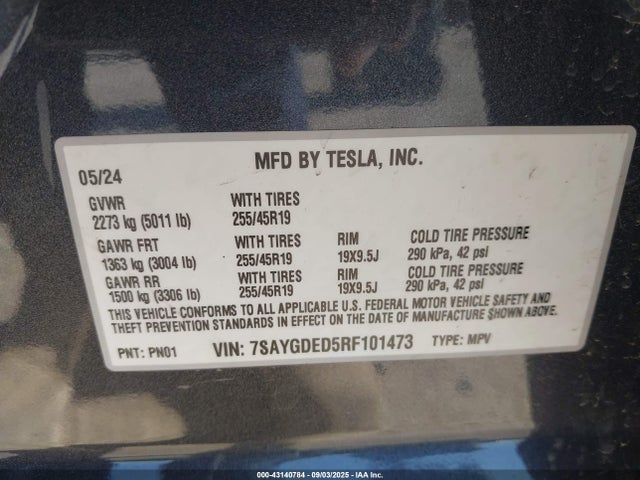 MFD BY TESLA, INC.
05/24
GVWR WITH TIRES
2273 kg (5011 lb) 255/45R19
GAWR FRT WITH TIRES RIM COLD TIRE PRESSURE
1363 kg (3004 lb) 255/45R19 19X9.5J 290 kPa, 42 psi
GAWR RR WITH TIRES RIM COLD TIRE PRESSURE
1500 kg (3306 lb) 255/45R19 19X9.5J 290 kPa, 42 psi
THIS VEHICLE CONFORMS TO ALL APPLICABLE U.S. FEDERAL MOTOR VEHICLE SAFETY AND
THEFT PREVENTION STANDARDS IN EFFECT ON THE DATE OF MANUFACTURE SHOWN ABOVE.
PNT: PN01 VIN: 7SAYGDED5RF101473 TYPE: MPV
000-43140784 - 09/03/2025 - IAA Inc.